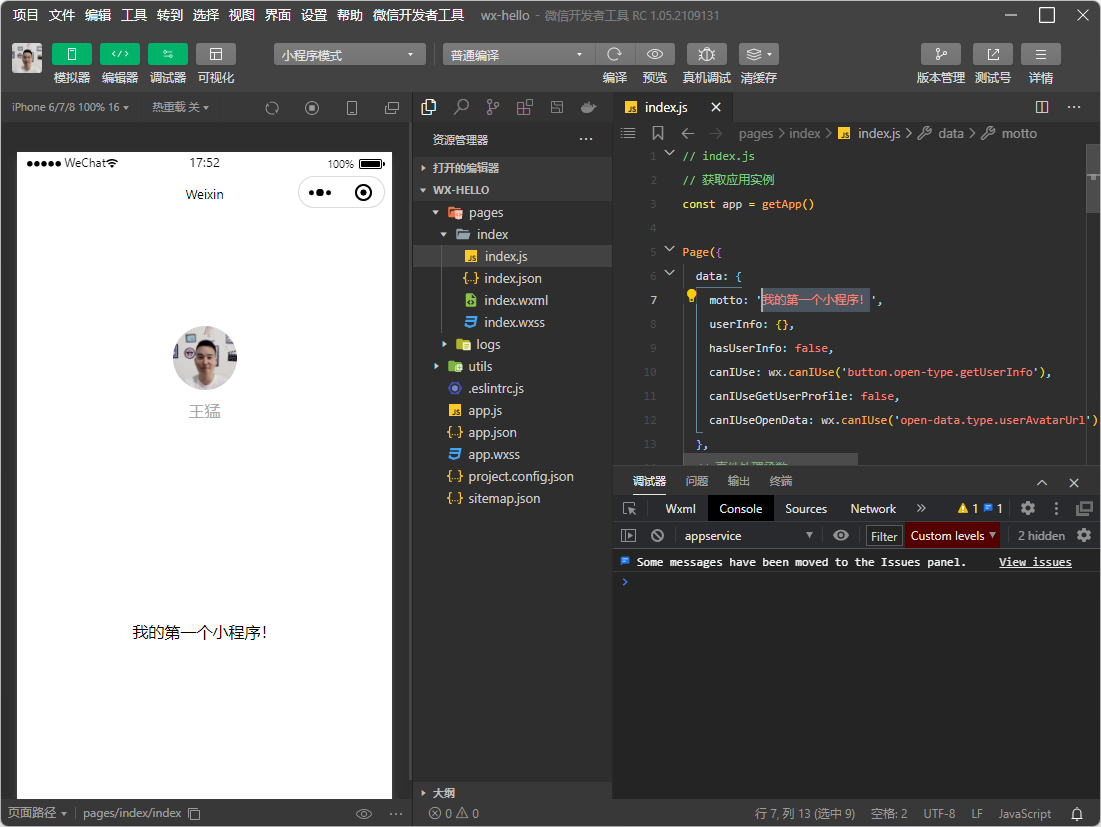 项目 文件 编辑 工具 转到 选择 视图 界面 设置 帮助 微信开发者工具 wx-hello - 微信开发者工具 RC 1.05.2109131
小程序模式 普通编译
模拟器 编辑器 调试器 可视化 编译 预览 真机调试 清缓存 版本管理 测试号 详情
iPhone 6/7/8 100% 16 热重载 关
WeChat 17:52 100%
Weixin
王猛
我的第一个小程序!
页面路径 pages/index/index
资源管理器
打开的编辑器
WX-HELLO
pages
index
index.js
index.json
index.wxml
index.wxss
logs
utils
.eslintrc.js
app.js
app.json
app.wxss
project.config.json
sitemap.json
大纲
0 0
index.js
pages > index > index.js > data > motto
1 // index.js
2 // 获取应用实例
3 const app = getApp()
4
5 Page({
6 data: {
7 motto: '我的第一个小程序!',
8 userInfo: {},
9 hasUserInfo: false,
10 canIUse: wx.canIUse('button.open-type.getUserInfo'),
11 canIUseGetUserProfile: false,
12 canIUseOpenData: wx.canIUse('open-data.type.userAvatarUrl')
13 },
调试器 问题 输出 终端
Wxml Console Sources Network » 1 1
appservice Filter Custom levels 2 hidden
Some messages have been moved to the Issues panel. View issues
行 7, 列 13 (选中 9) 空格: 2 UTF-8 LF JavaScript